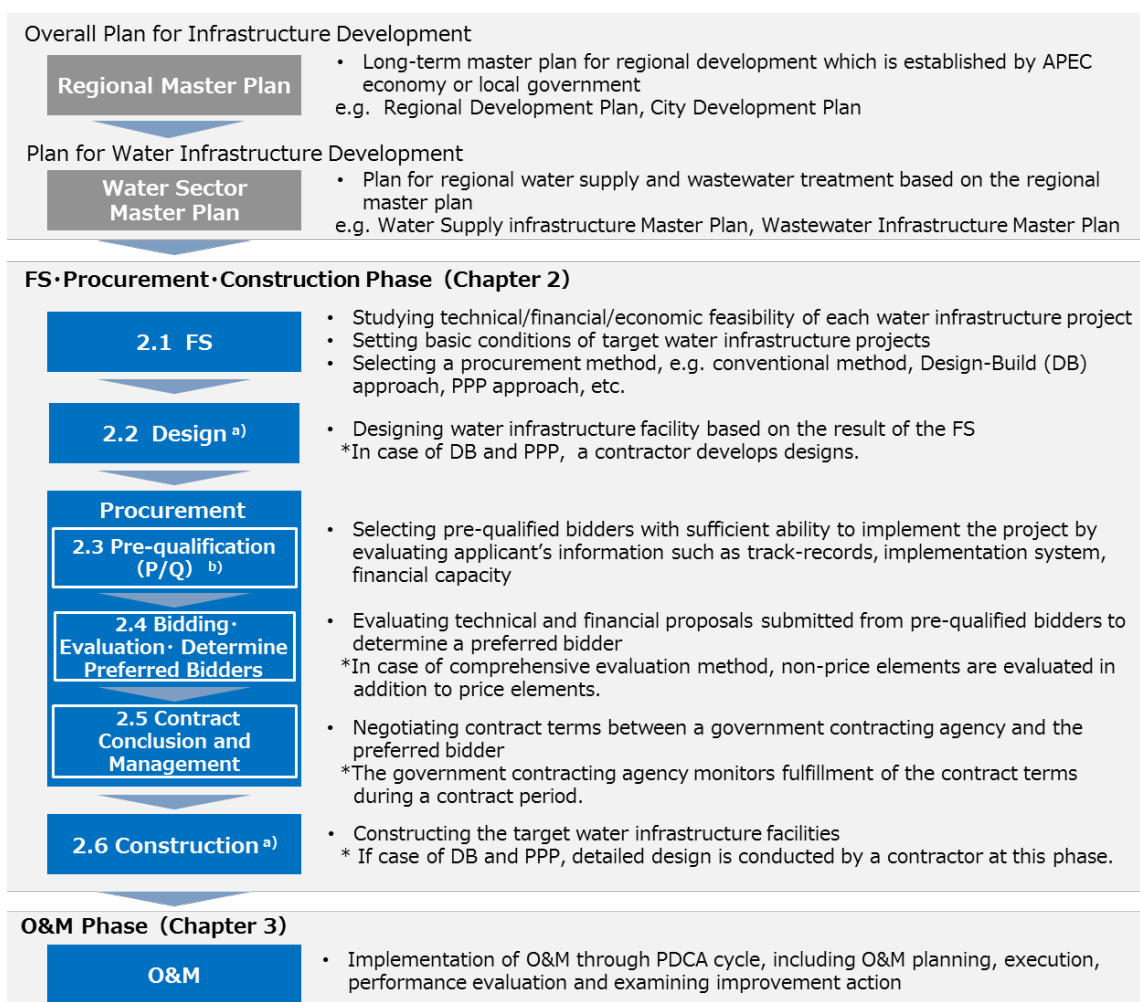 Overall Plan for Infrastructure Development
Regional Master Plan
• Long-term master plan for regional development which is established by APEC
economy or local government
e.g. Regional Development Plan, City Development Plan
Plan for Water Infrastructure Development
Water Sector
Master Plan
• Plan for regional water supply and wastewater treatment based on the regional
master plan
e.g. Water Supply infrastructure Master Plan, Wastewater Infrastructure Master Plan
FS・Procurement・Construction Phase (Chapter 2)
2.1 FS
• Studying technical/financial/economic feasibility of each water infrastructure project
• Setting basic conditions of target water infrastructure projects
• Selecting a procurement method, e.g. conventional method, Design-Build (DB)
approach, PPP approach, etc.
2.2 Design a)
• Designing water infrastructure facility based on the result of the FS
*In case of DB and PPP, a contractor develops designs.
Procurement
2.3 Pre-qualification
(P/Q) b)
• Selecting pre-qualified bidders with sufficient ability to implement the project by
evaluating applicant's information such as track-records, implementation system,
financial capacity
2.4 Bidding・
Evaluation・ Determine
Preferred Bidders
• Evaluating technical and financial proposals submitted from pre-qualified bidders to
determine a preferred bidder
*In case of comprehensive evaluation method, non-price elements are evaluated in
addition to price elements.
2.5 Contract
Conclusion and
Management
• Negotiating contract terms between a government contracting agency and the
preferred bidder
*The government contracting agency monitors fulfillment of the contract terms
during a contract period.
2.6 Construction a)
• Constructing the target water infrastructure facilities
* If case of DB and PPP, detailed design is conducted by a contractor at this phase.
O&M Phase (Chapter 3)
O&M
• Implementation of O&M through PDCA cycle, including O&M planning, execution,
performance evaluation and examining improvement action